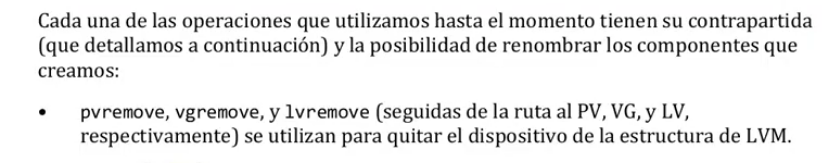 Cada una de las operaciones que utilizamos hasta el momento tienen su contrapartida
(que detallamos a continuación) y la posibilidad de renombrar los componentes que
creamos:
• pvremove, vgremove, y lvremove (seguidas de la ruta al PV, VG, y LV,
respectivamente) se utilizan para quitar el dispositivo de la estructura de LVM.